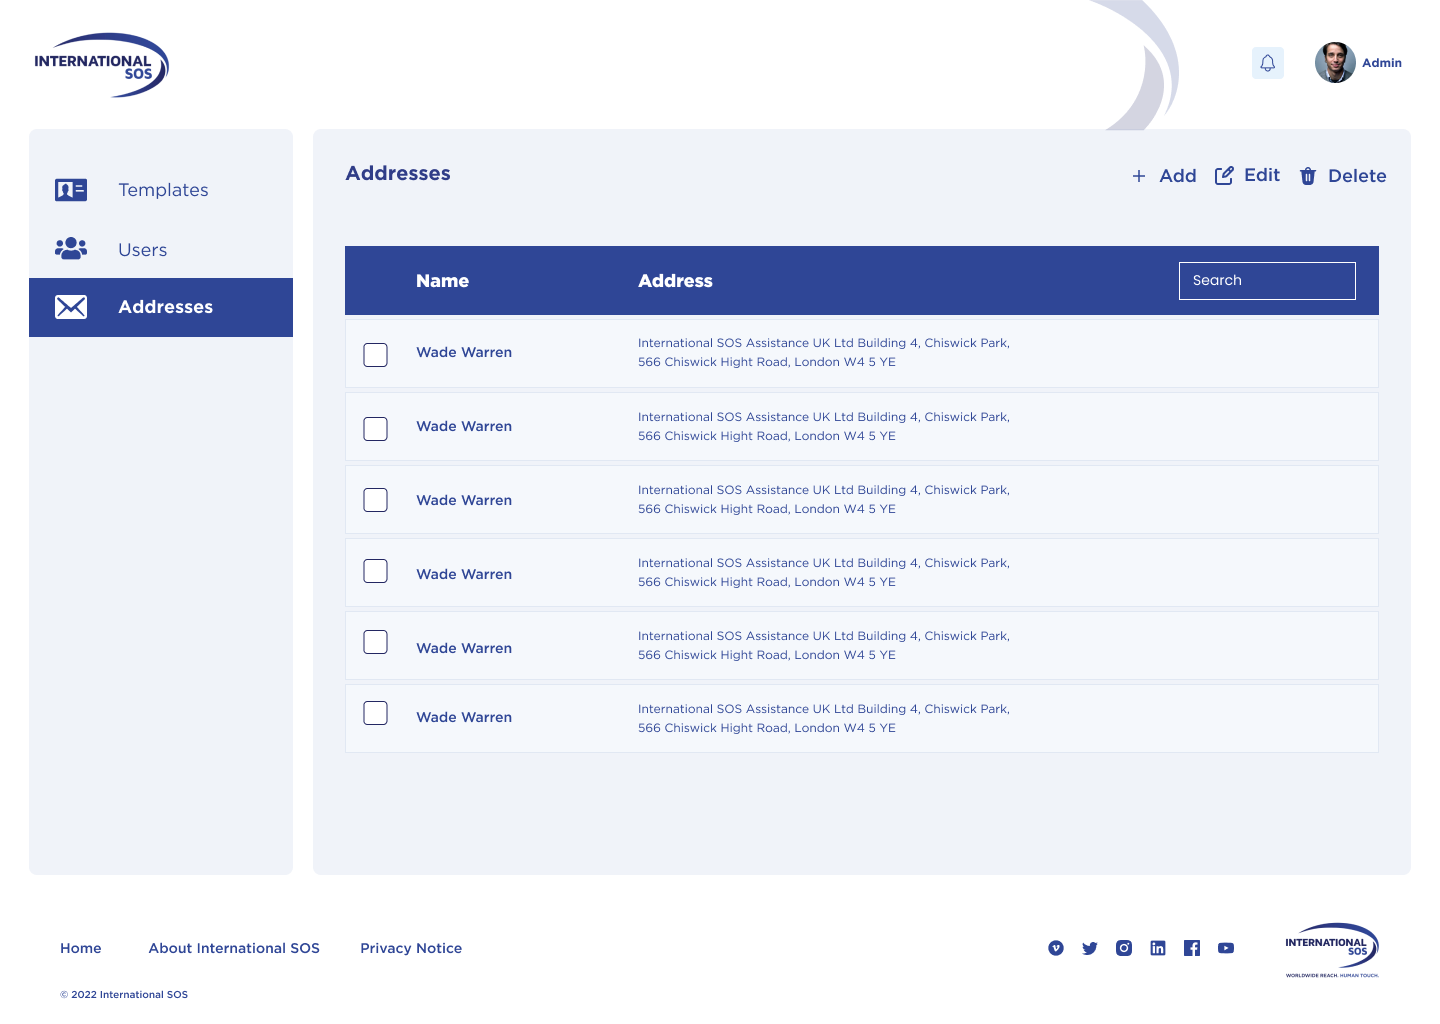 INTERNATIONAL
SOS
Admin
Templates
Users
Addresses
Addresses
Add
Edit
Delete
Name
Address
Search
Wade Warren
International SOS Assistance UK Ltd Building 4, Chiswick Park,
566 Chiswick Hight Road, London W4 5 YE
Wade Warren
International SOS Assistance UK Ltd Building 4, Chiswick Park,
566 Chiswick Hight Road, London W4 5 YE
Wade Warren
International SOS Assistance UK Ltd Building 4, Chiswick Park,
566 Chiswick Hight Road, London W4 5 YE
Wade Warren
International SOS Assistance UK Ltd Building 4, Chiswick Park,
566 Chiswick Hight Road, London W4 5 YE
Wade Warren
International SOS Assistance UK Ltd Building 4, Chiswick Park,
566 Chiswick Hight Road, London W4 5 YE
Wade Warren
International SOS Assistance UK Ltd Building 4, Chiswick Park,
566 Chiswick Hight Road, London W4 5 YE
Home
About International SOS
Privacy Notice
INTERNATIONAL
SOS
WORLDWIDE REACH. HUMAN TOUCH.
© 2022 International SOS